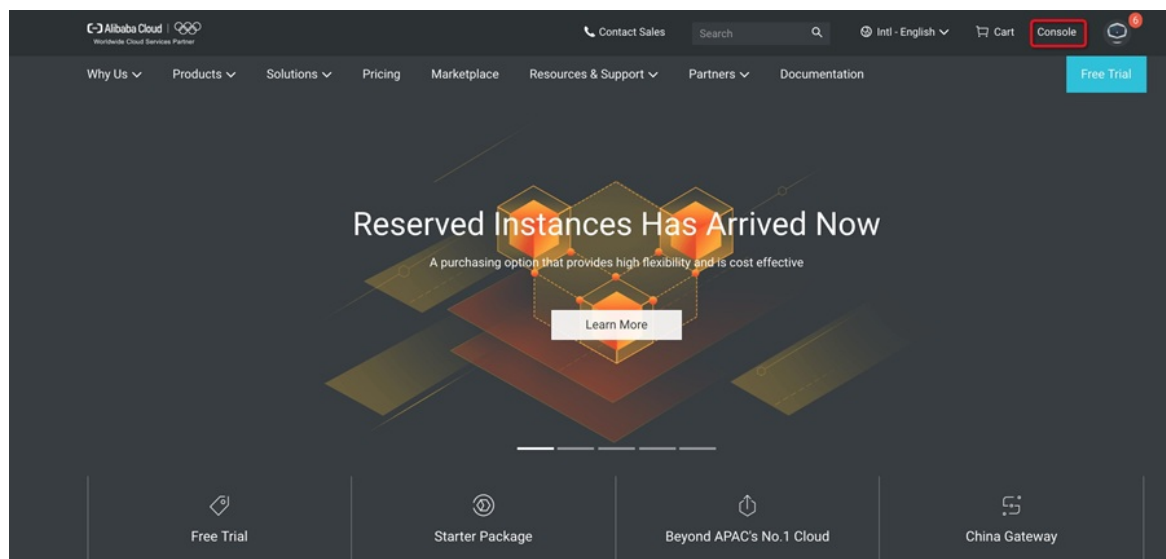 Alibaba Cloud
Worldwide Cloud Services Partner
Contact Sales
Search
Intl - English
Cart
Console
6
Why Us
Products
Solutions
Pricing
Marketplace
Resources & Support
Partners
Documentation
Free Trial
Reserved Instances Has Arrived Now
A purchasing option that provides high flexibility and is cost effective
Learn More
Free Trial
Starter Package
Beyond APAC's No.1 Cloud
China Gateway